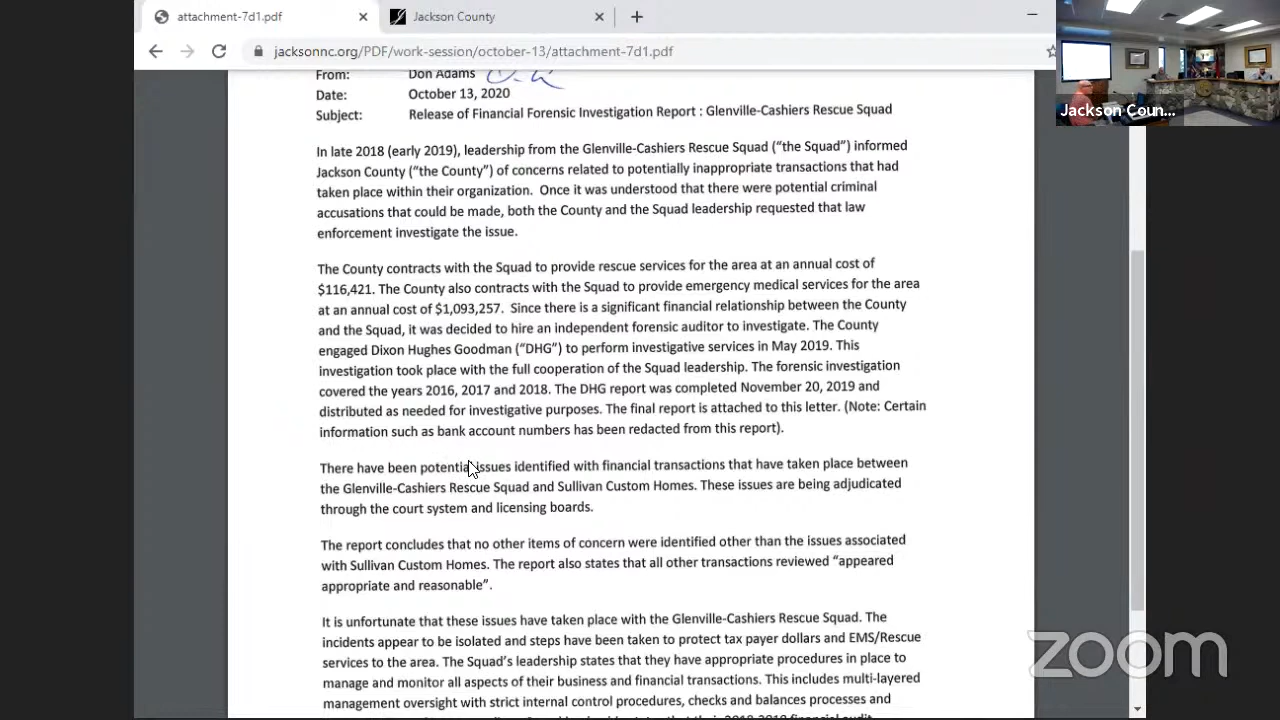 attachment-7d1.pdf
Jackson County
jacksonnc.org/PDF/work-session/october-13/attachment-7d1.pdf
Jackson Coun...
From: Don Adams
Date: October 13, 2020
Subject: Release of Financial Forensic Investigation Report : Glenville-Cashiers Rescue Squad
In late 2018 (early 2019), leadership from the Glenville-Cashiers Rescue Squad (“the Squad”) informed
Jackson County (“the County”) of concerns related to potentially inappropriate transactions that had
taken place within their organization. Once it was understood that there were potential criminal
accusations that could be made, both the County and the Squad leadership requested that law
enforcement investigate the issue.
The County contracts with the Squad to provide rescue services for the area at an annual cost of
$116,421. The County also contracts with the Squad to provide emergency medical services for the area
at an annual cost of $1,093,257. Since there is a significant financial relationship between the County
and the Squad, it was decided to hire an independent forensic auditor to investigate. The County
engaged Dixon Hughes Goodman (“DHG”) to perform investigative services in May 2019. This
investigation took place with the full cooperation of the Squad leadership. The forensic investigation
covered the years 2016, 2017 and 2018. The DHG report was completed November 20, 2019 and
distributed as needed for investigative purposes. The final report is attached to this letter. (Note: Certain
information such as bank account numbers has been redacted from this report).
There have been potential issues identified with financial transactions that have taken place between
the Glenville-Cashiers Rescue Squad and Sullivan Custom Homes. These issues are being adjudicated
through the court system and licensing boards.
The report concludes that no other items of concern were identified other than the issues associated
with Sullivan Custom Homes. The report also states that all other transactions reviewed “appeared
appropriate and reasonable”.
It is unfortunate that these issues have taken place with the Glenville-Cashiers Rescue Squad. The
incidents appear to be isolated and steps have been taken to protect tax payer dollars and EMS/Rescue
services to the area. The Squad’s leadership states that they have appropriate procedures in place to
manage and monitor all aspects of their business and financial transactions. This includes multi-layered
management oversight with strict internal control procedures, checks and balances processes and
zoom